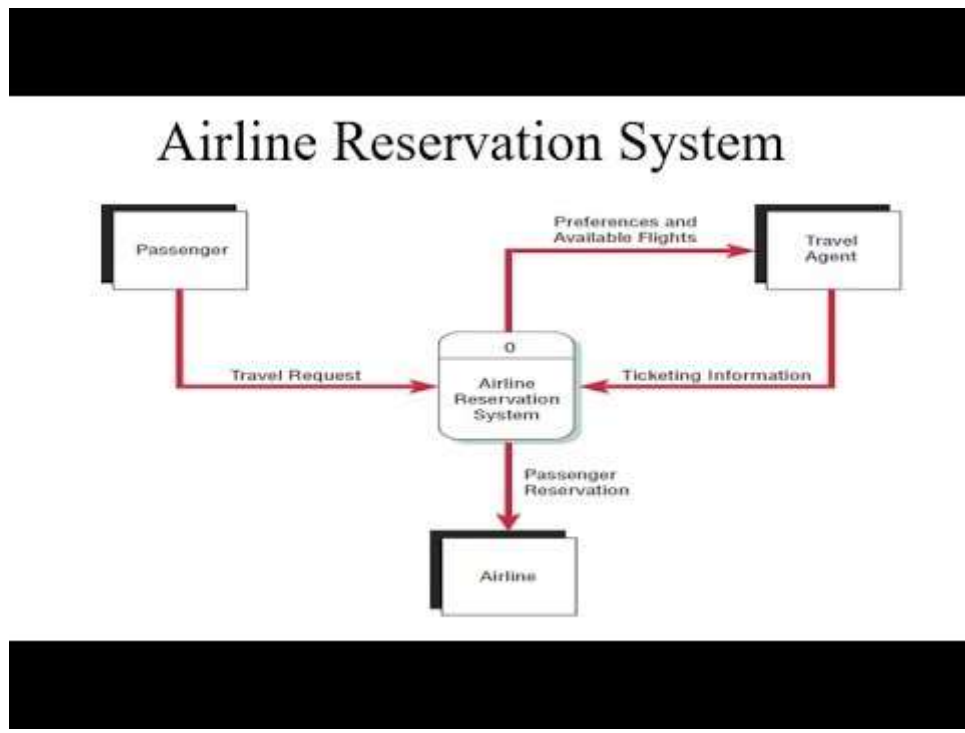 Airline Reservation System
Passenger
Preferences and
Available Flights
Travel
Agent
Travel Request
0
Airline
Reservation
System
Ticketing Information
Passenger
Reservation
Airline